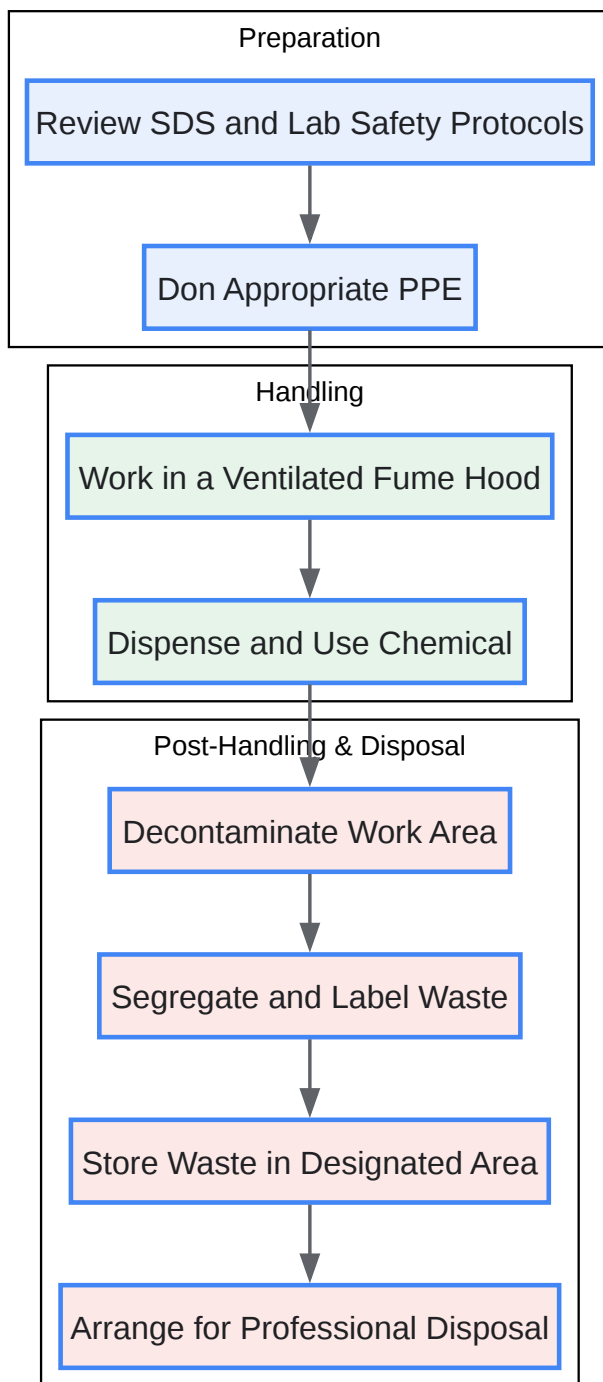 Preparation
Review SDS and Lab Safety Protocols
Don Appropriate PPE
Handling
Work in a Ventilated Fume Hood
Dispense and Use Chemical
Post-Handling & Disposal
Decontaminate Work Area
Segregate and Label Waste
Store Waste in Designated Area
Arrange for Professional Disposal